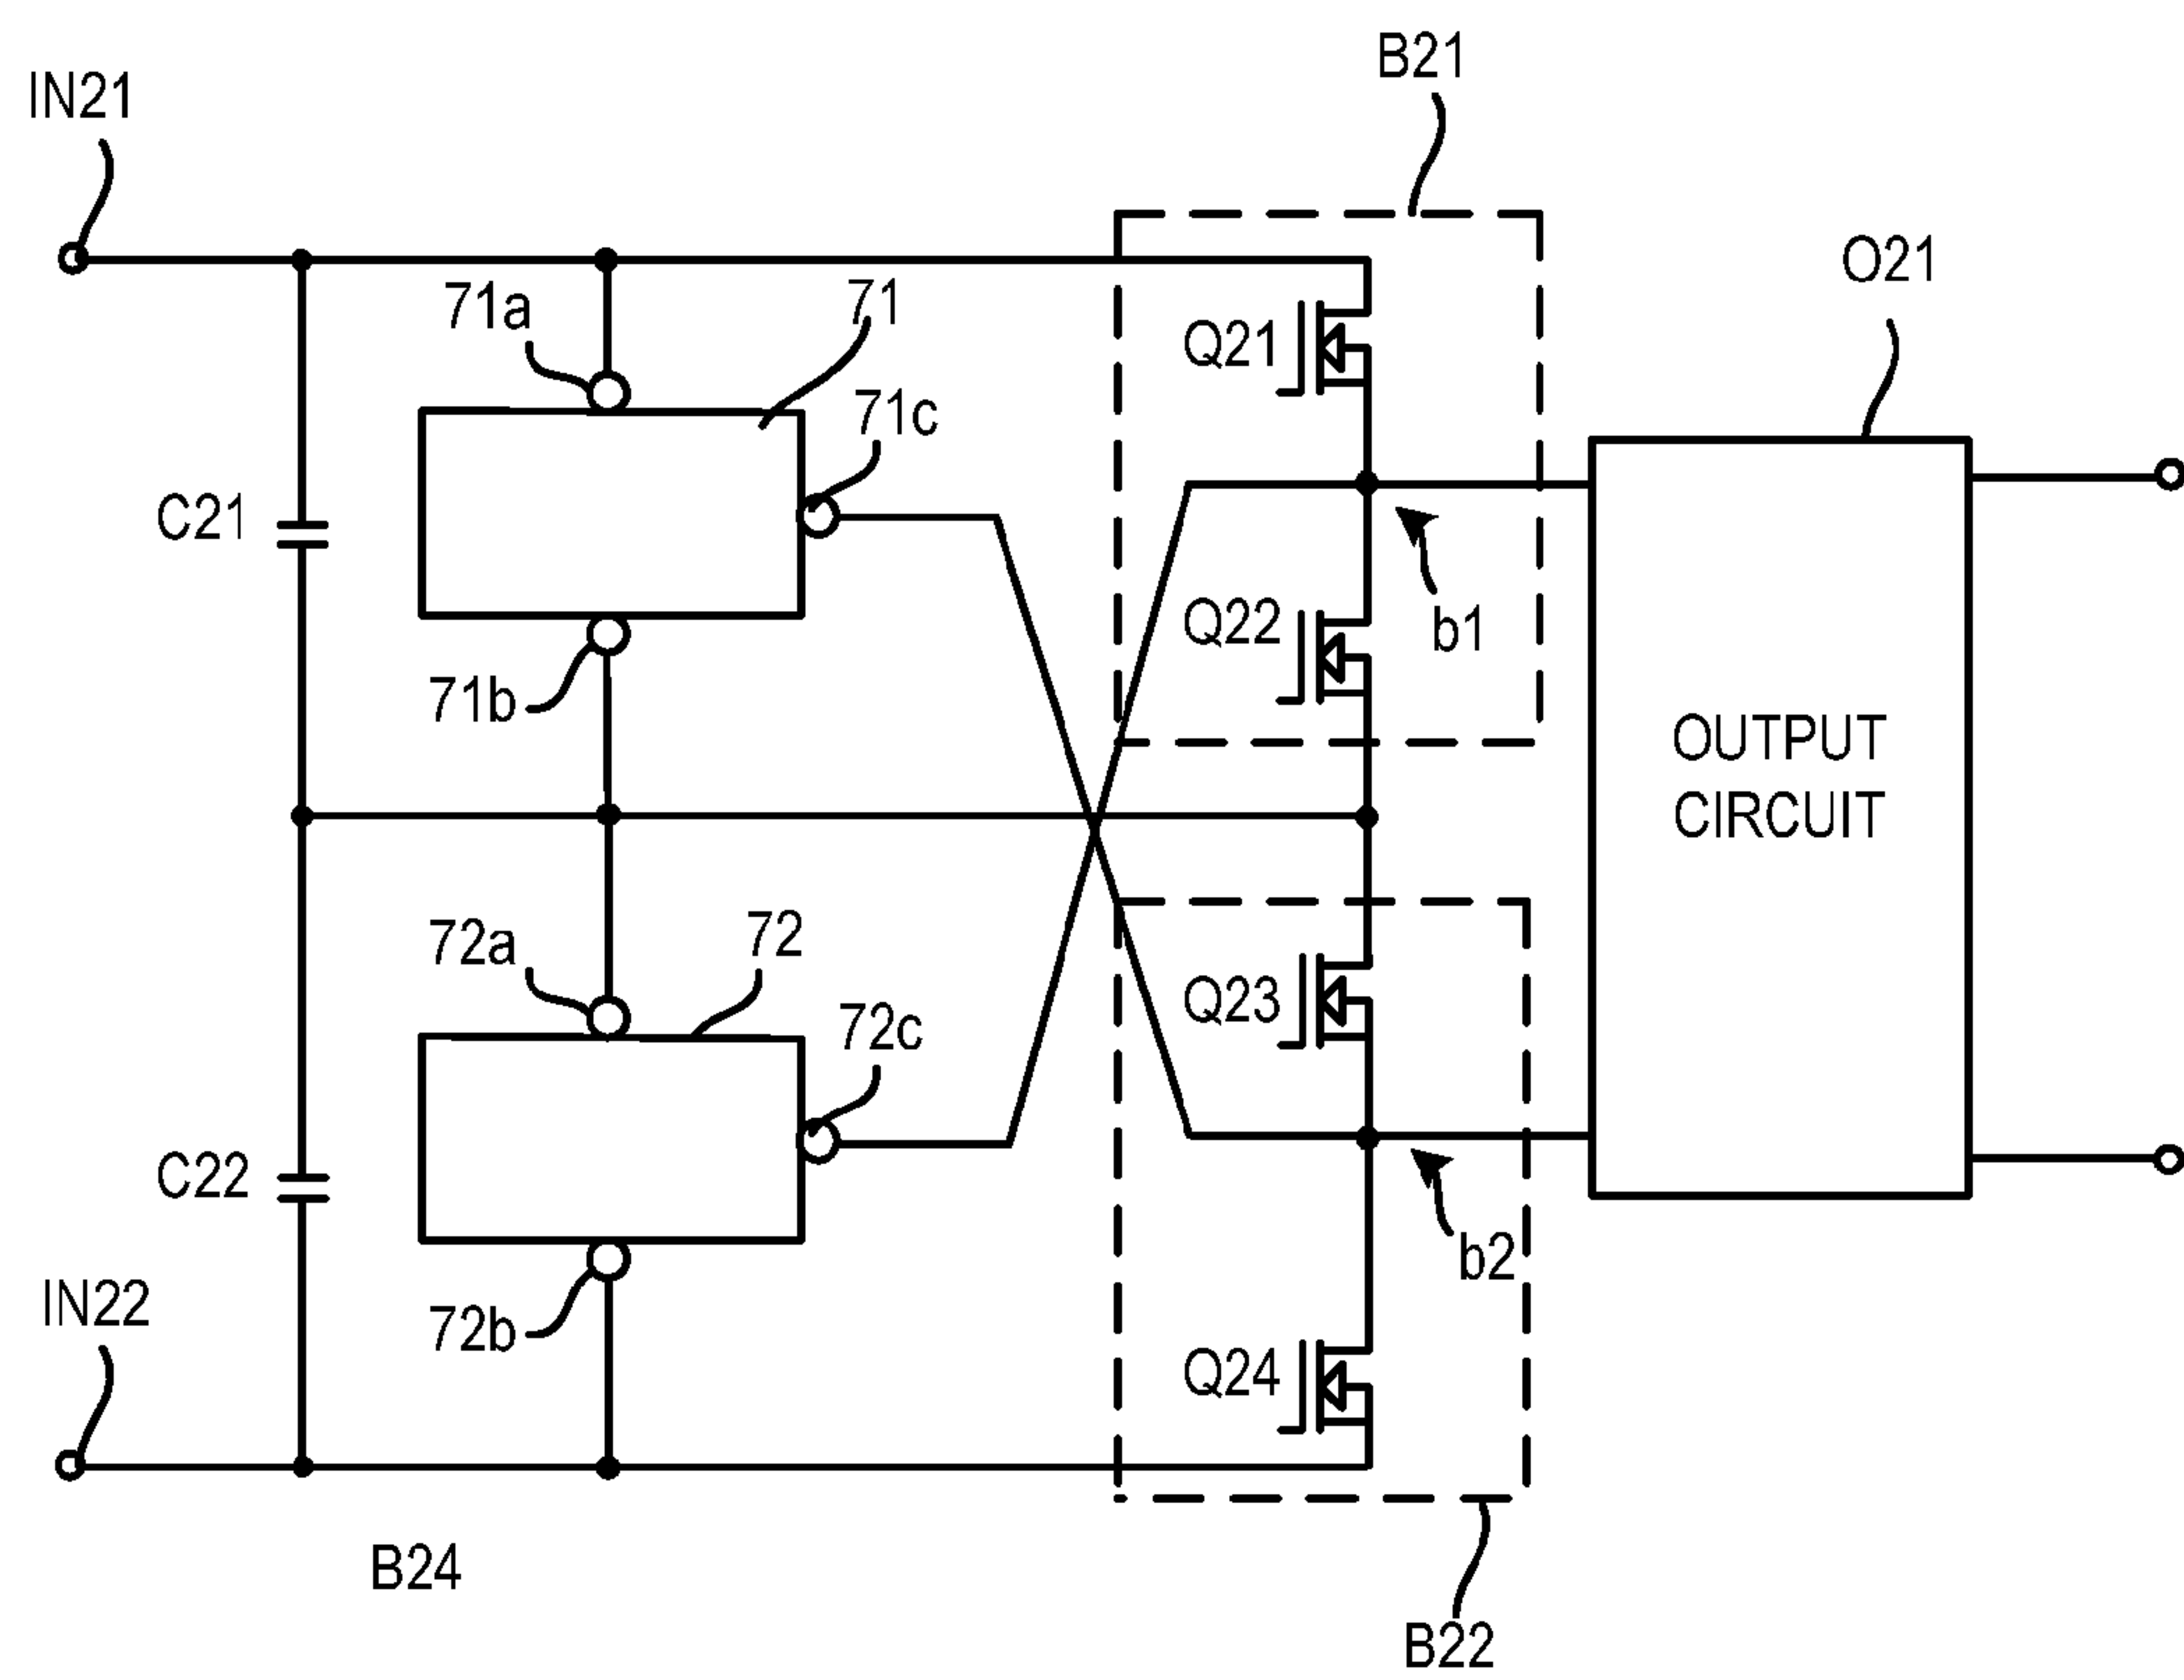 B21
IN21
O21
71a
71
Q21
71c
C21
Q22
b1
71b
OUTPUT
CIRCUIT
72a
72
Q23
72c
C22
b2
IN22
72b
Q24
B24
B22